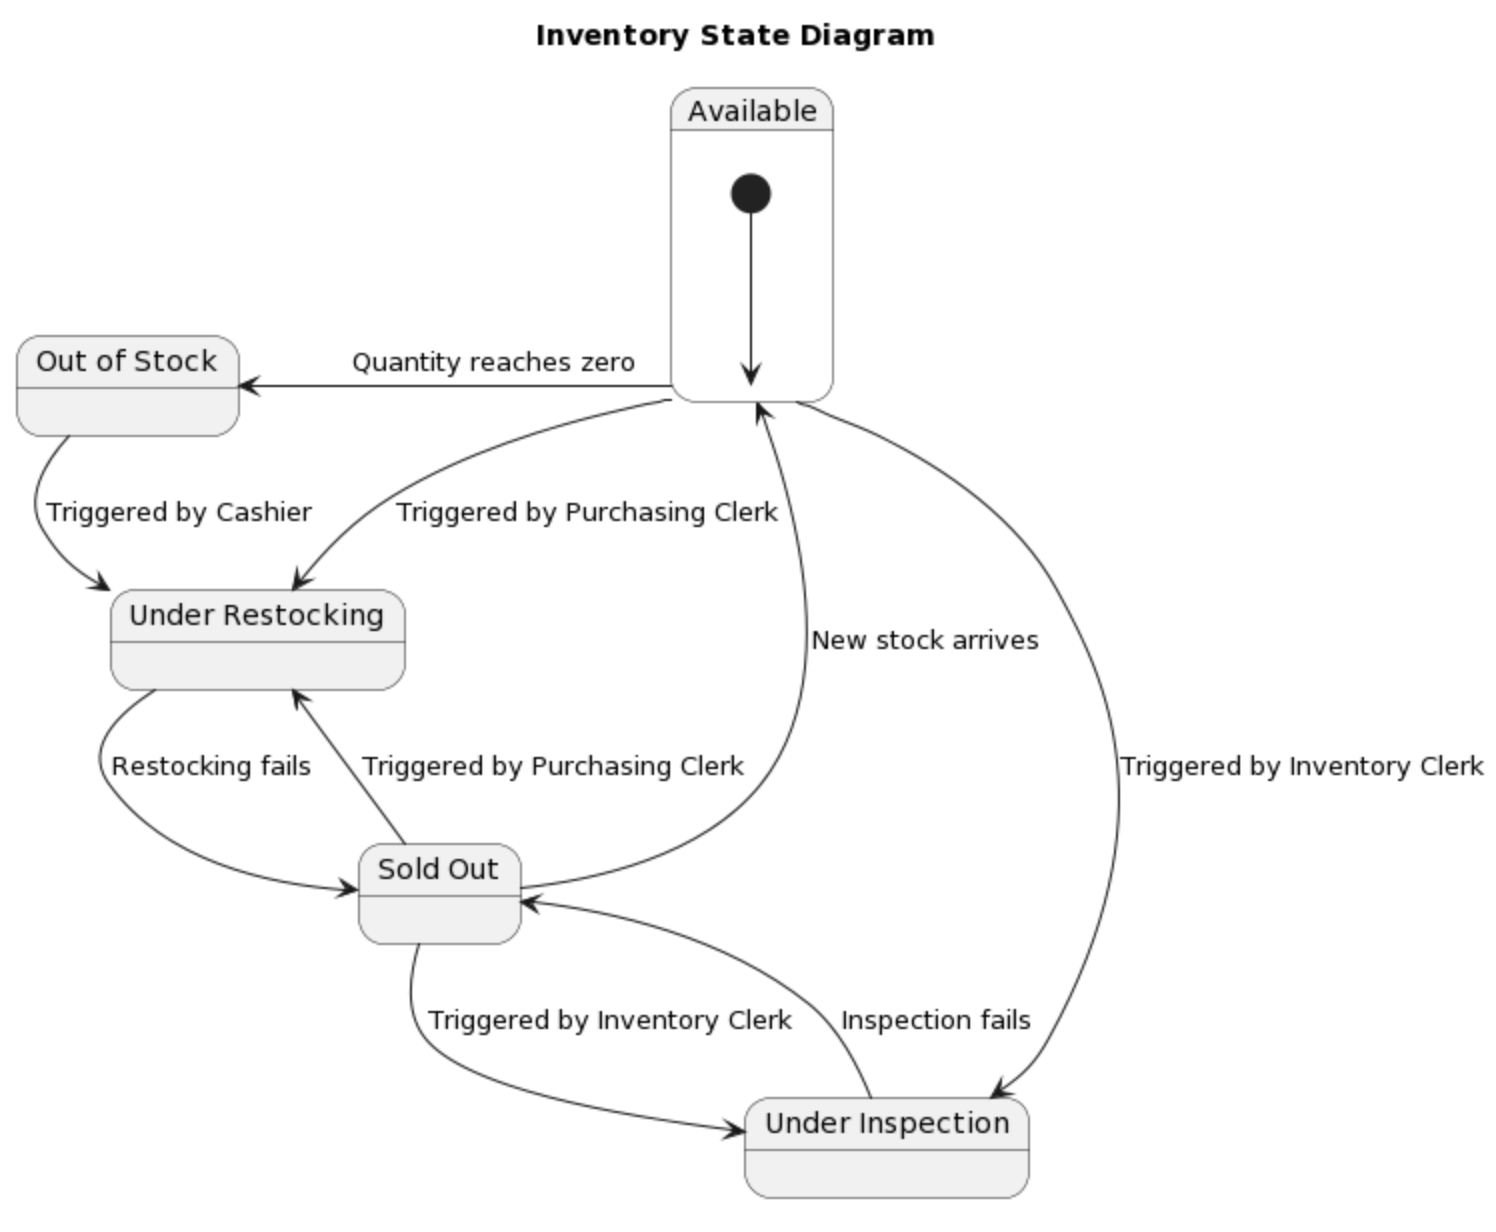 Inventory State Diagram
Available
Out of Stock
Quantity reaches zero
Triggered by Cashier
Triggered by Purchasing Clerk
Under Restocking
New stock arrives
Restocking fails
Triggered by Purchasing Clerk
Triggered by Inventory Clerk
Sold Out
Triggered by Inventory Clerk
Inspection fails
Under Inspection